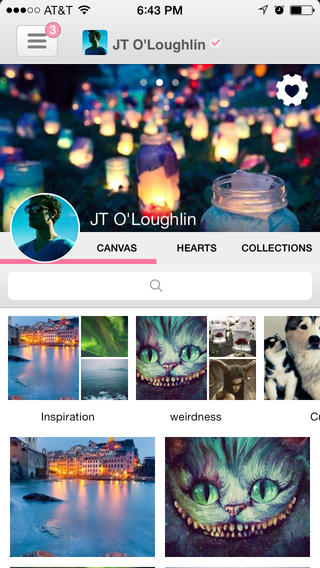 AT&T 6:43 PM
3
JT O'Loughlin
JT O'Loughlin
CANVAS HEARTS COLLECTIONS
Inspiration weirdness